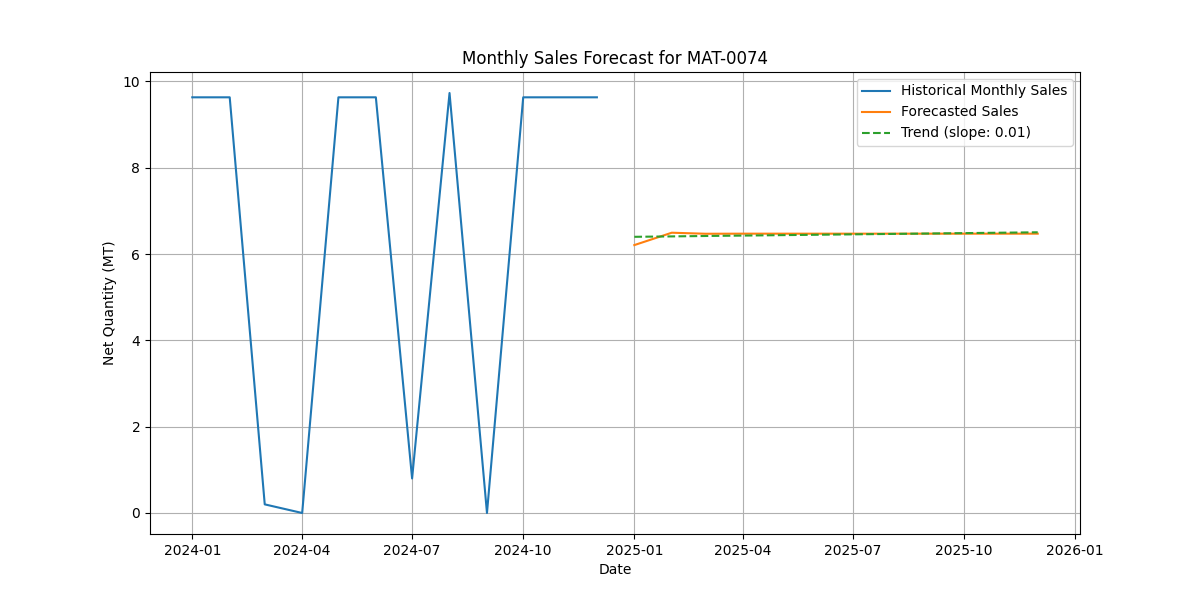 Monthly Sales Forecast for MAT-0074
Historical Monthly Sales
Forecasted Sales
Trend (slope: 0.01)
Net Quantity (MT)
10
8
6
4
2
0
2024-01 2024-04 2024-07 2024-10 2025-01 2025-04 2025-07 2025-10 2026-01
Date